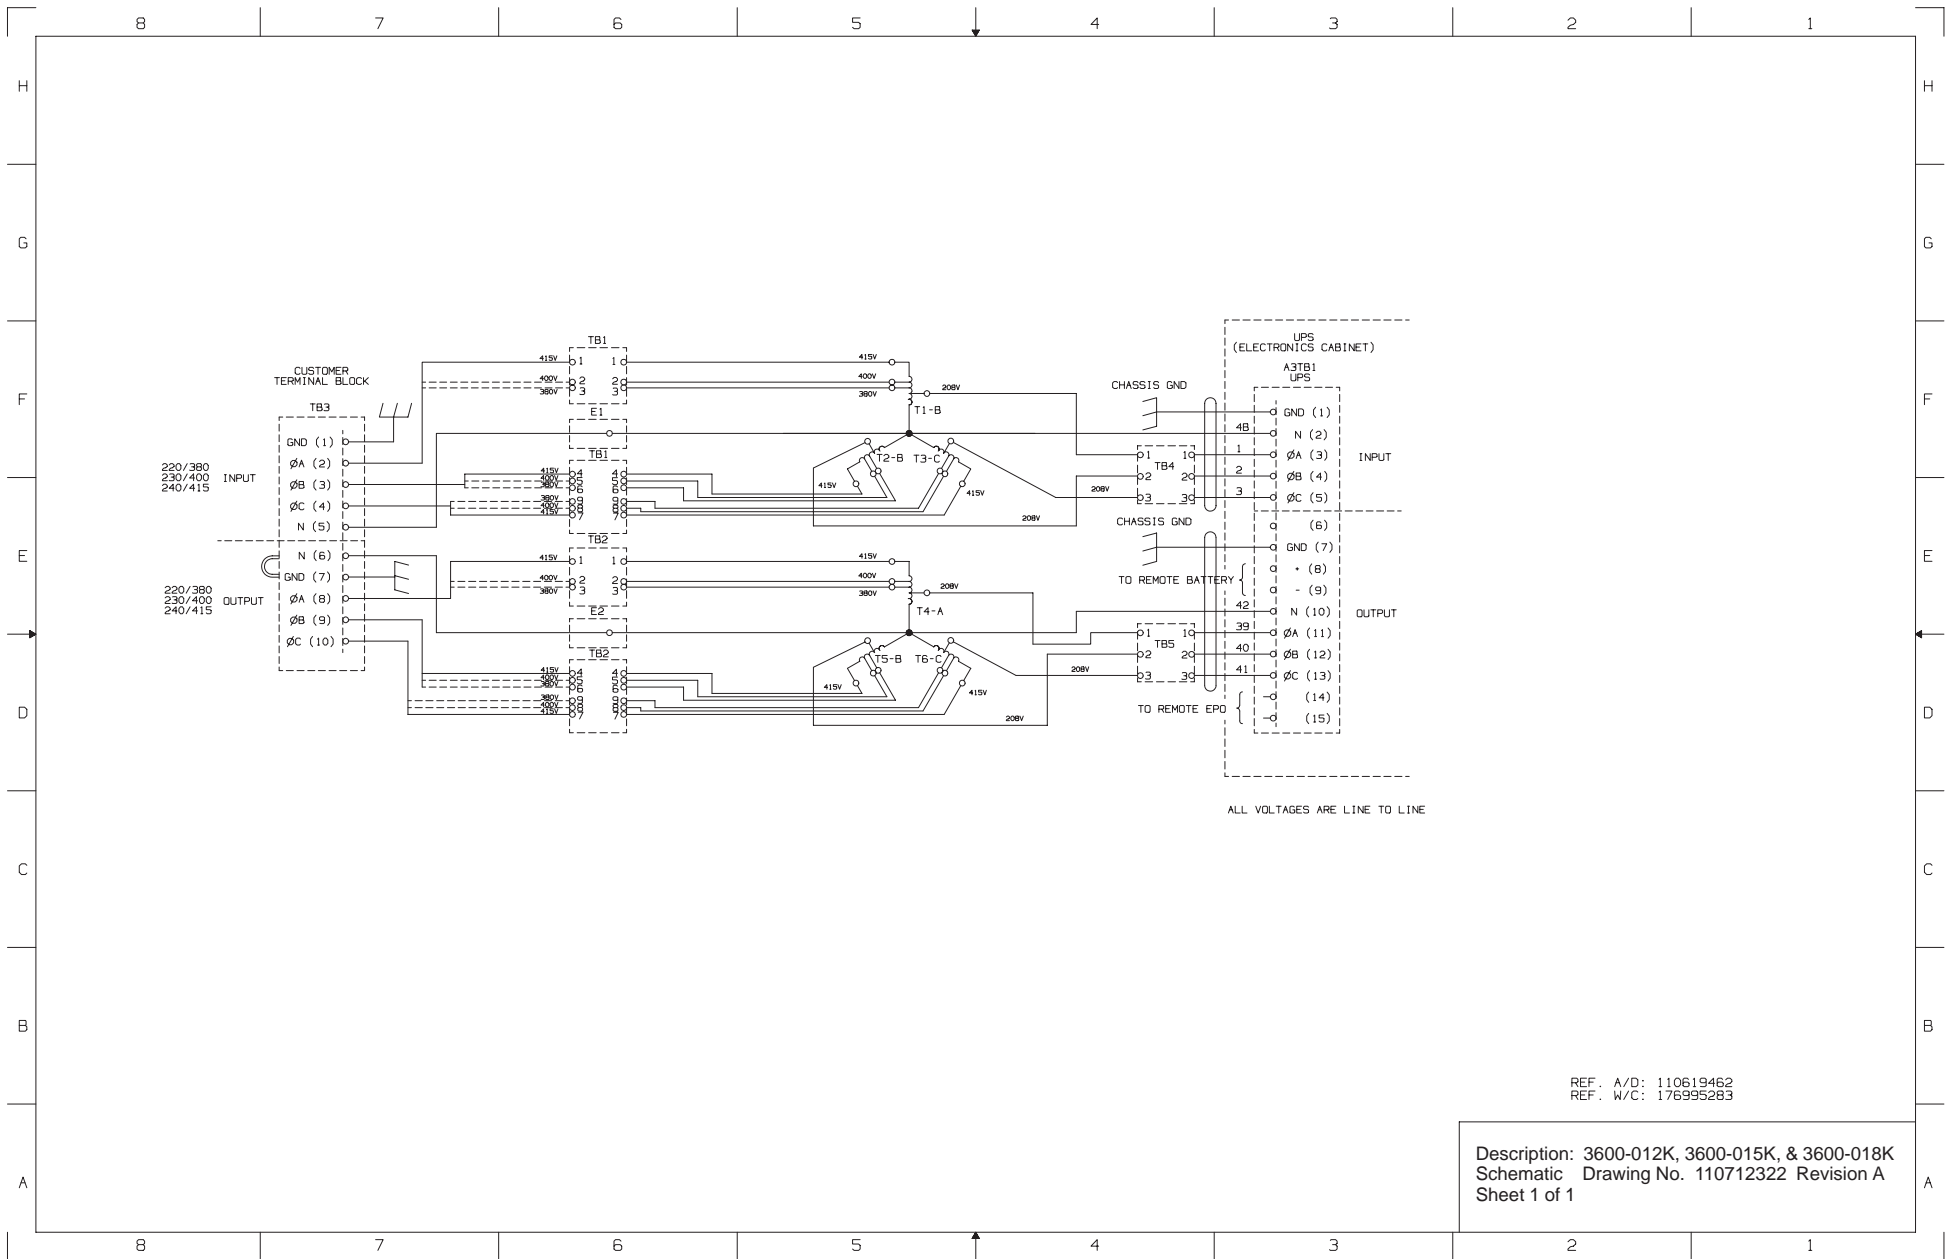 8 7 6 5 4 3 2 1
H H
G G
F F
E E
D D
C C
B B
A A
CUSTOMER
TERMINAL BLOCK
TB3
GND (1)
ØA (2)
ØB (3)
ØC (4)
N (5)
N (6)
GND (7)
ØA (8)
ØB (9)
ØC (10)
220/380
230/400 INPUT
240/415
220/380
230/400 OUTPUT
240/415
TB1
415V 1 1
400V 2 2
380V 3 3
E1
TB1
415V 4 4
400V 5 5
380V 6 6
380V 9 9
400V 8 8
415V 7 7
TB2
415V 1 1
400V 2 2
380V 3 3
E2
TB2
415V 4 4
400V 5 5
380V 6 6
380V 9 9
400V 8 8
415V 7 7
415V
400V
380V
208V
T1-B
T2-B T3-C
415V
415V
208V
208V
415V
400V
380V
208V
T4-A
T5-B T6-C
415V
415V
208V
208V
CHASSIS GND
1 1
TB4
2 2
3 3
CHASSIS GND
TO REMOTE BATTERY
1 1
TB5
2 2
3 3
TO REMOTE EPO
UPS
(ELECTRONICS CABINET)
A3TB1
UPS
GND (1)
48 N (2)
1 ØA (3) INPUT
2 ØB (4)
3 ØC (5)
(6)
GND (7)
+ (8)
- (9)
42 N (10) OUTPUT
39 ØA (11)
40 ØB (12)
41 ØC (13)
(14)
(15)
ALL VOLTAGES ARE LINE TO LINE
REF. A/D: 110619462
REF. W/C: 176995283
Description: 3600-012K, 3600-015K, & 3600-018K
Schematic Drawing No. 110712322 Revision A
Sheet 1 of 1
8 7 6 5 4 3 2 1